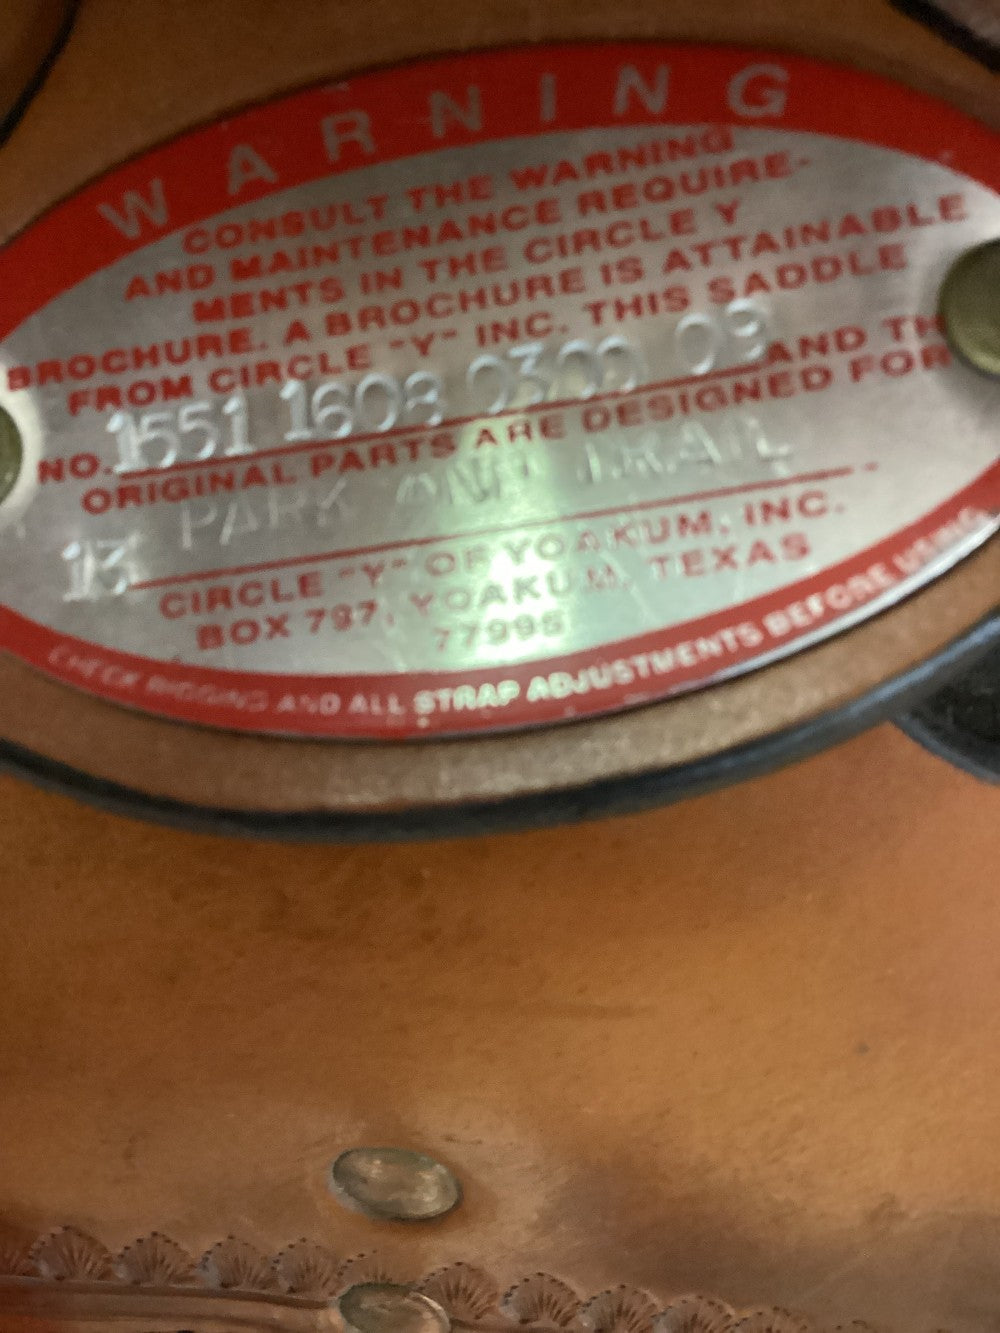 WARNING
CONSULT THE WARNING
AND MAINTENANCE REQUIRE-
MENTS IN THE CIRCLE Y
BROCHURE. A BROCHURE IS ATTAINABLE
FROM CIRCLE "Y" INC. THIS SADDLE
NO. 1551 1608 0309 09 AND TH
ORIGINAL PARTS ARE DESIGNED FOR
PARK AND TRAIL
13
CIRCLE "Y" OF YOAKUM, INC.
BOX 797, YOAKUM, TEXAS
77995
CHECK RIGGING AND ALL STRAP ADJUSTMENTS BEFORE USING